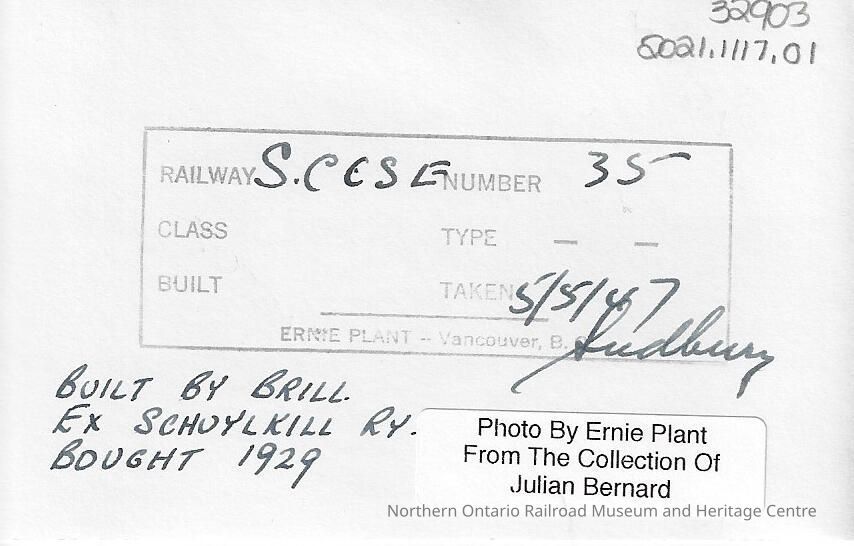 32903
2021.1117.01
RAILWAY S.C C S E NUMBER 35
CLASS TYPE — —
BUILT TAKEN 5/5/47
ERNIE PLANT -- Vancouver, B.
Sudbury
BUILT BY BRILL.
EX SCHUYLKILL RY.
BOUGHT 1929
Photo By Ernie Plant
From The Collection Of
Julian Bernard
Northern Ontario Railroad Museum and Heritage Centre